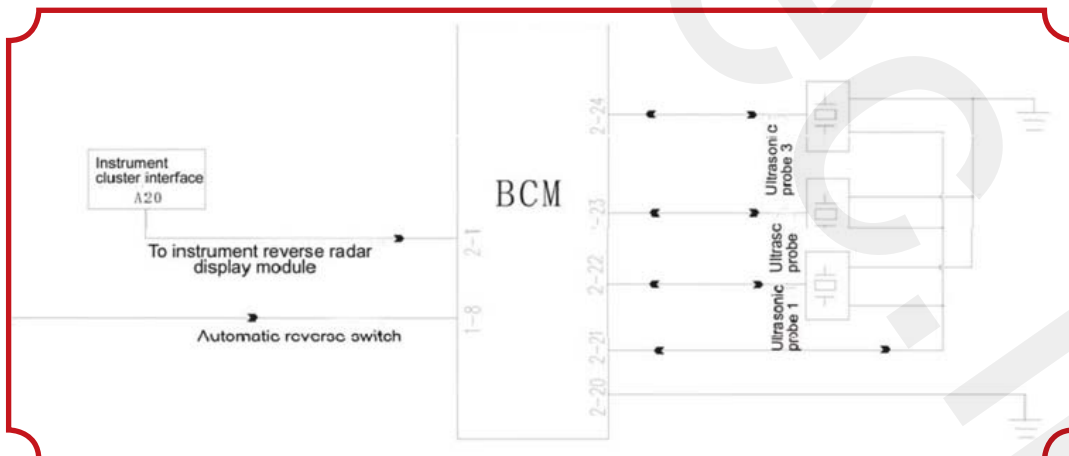 Instrument
cluster interface
A20
To instrument reverse radar
display module
Automatic reverse switch
BCM
2-1
1-8
2-24
2-23
2-22
2-21
2-20
Ultrasonic
probe 3
Ultrasc
probe
Ultrasonic
probe 1